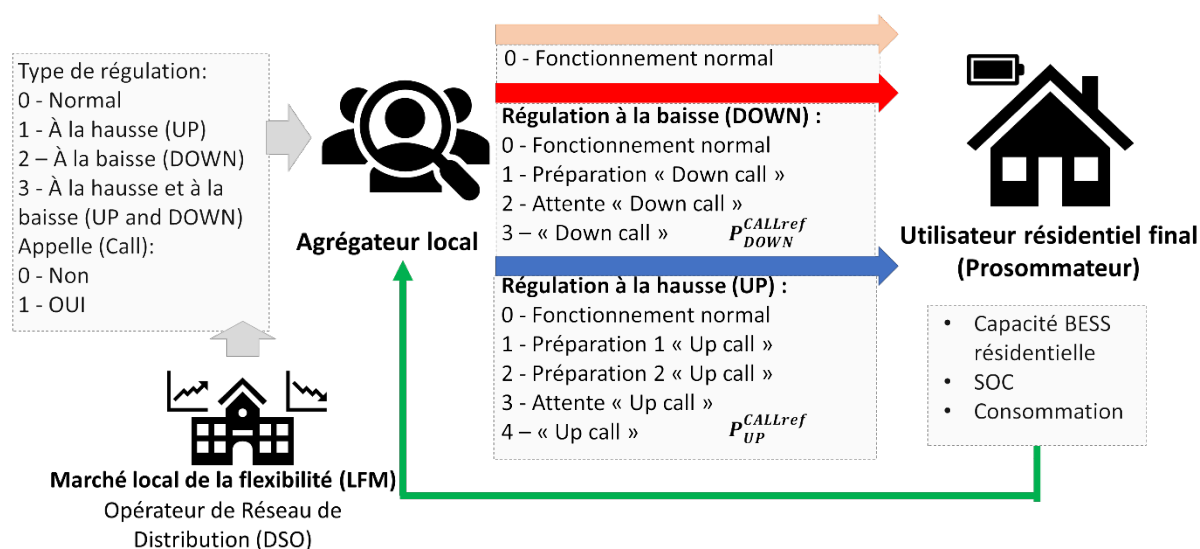 Type de régulation:
0 - Normal
1 - À la hausse (UP)
2 – À la baisse (DOWN)
3 - À la hausse et à la
baisse (UP and DOWN)
Appelle (Call):
0 - Non
1 - OUI
Marché local de la flexibilité (LFM)
Opérateur de Réseau de
Distribution (DSO)
Agrégateur local
0 - Fonctionnement normal
Régulation à la baisse (DOWN) :
0 - Fonctionnement normal
1 - Préparation « Down call »
2 - Attente « Down call »
3 – « Down call » P_{DOWN}^{CALLref}
Régulation à la hausse (UP) :
0 - Fonctionnement normal
1 - Préparation 1 « Up call »
2 - Préparation 2 « Up call »
3 - Attente « Up call »
4 – « Up call » P_{UP}^{CALLref}
Utilisateur résidentiel final
(Prosommateur)
• Capacité BESS
résidentielle
• SOC
• Consommation